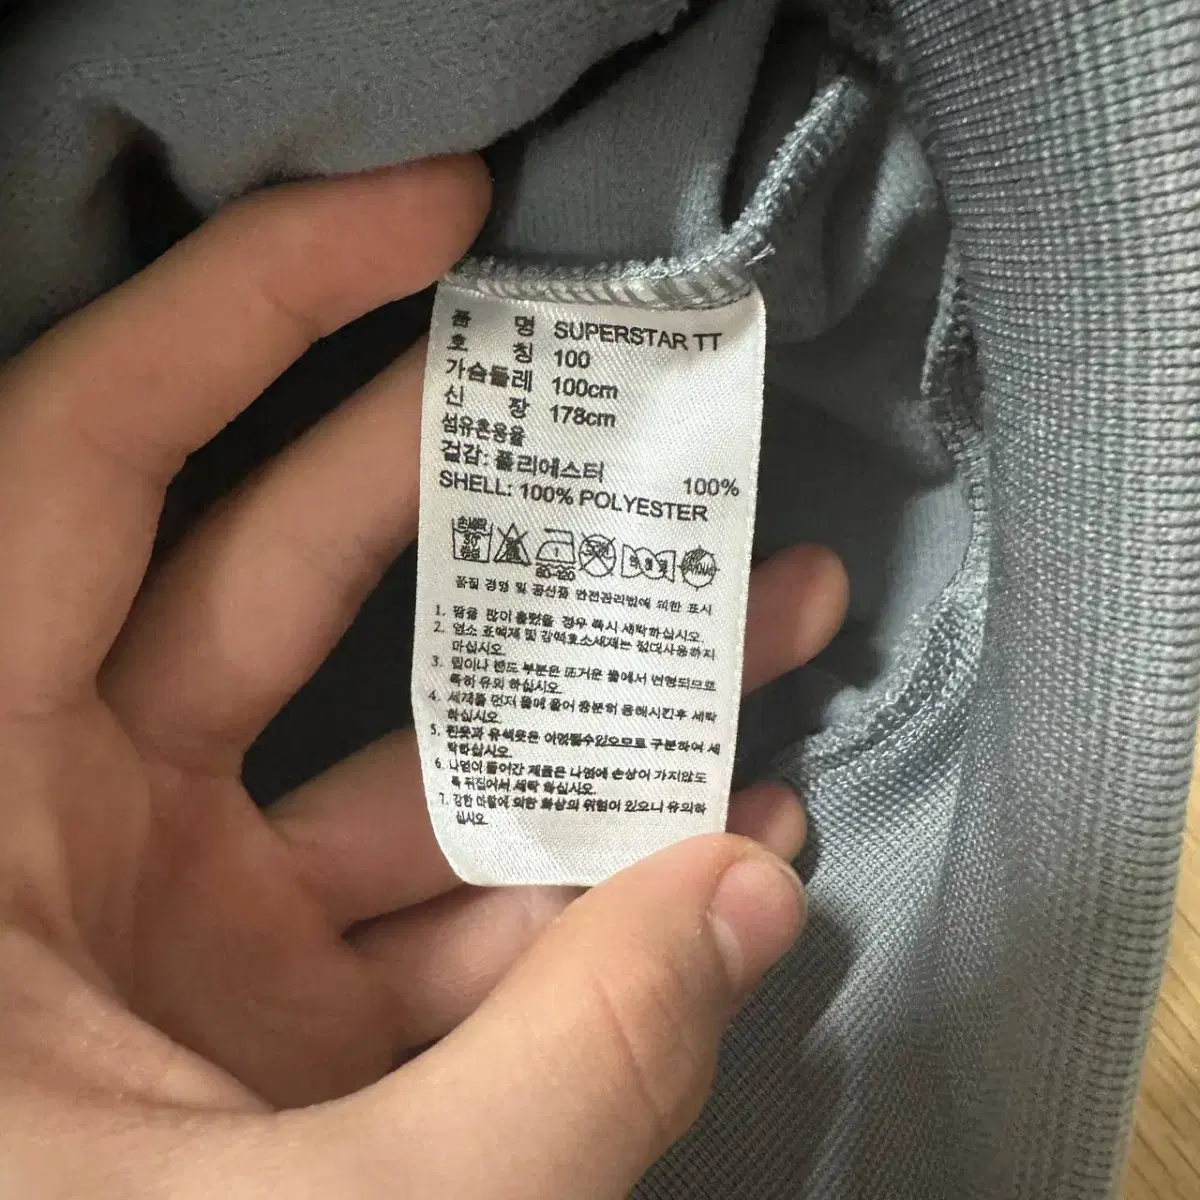 품 명 SUPERSTAR TT
호 칭 100
가슴둘레 100cm
신 장 178cm
섬유혼용율
겉감: 폴리에스터 100%
SHELL: 100% POLYESTER
손세탁
30°
중성
80-120
품질 경영 및 공산품 안전관리법에 의한 표시
1. 땀을 많이 흘렸을 경우 즉시 세탁하십시오.
2. 염소 표백제 및 강력효소세제는 절대사용하지
마십시오.
3. 립이나 밴드 부분은 뜨거운 물에서 변형되므로
특히 유의 하십시오.
4. 세제를 먼저 물에 풀어 충분히 용해시킨후 세탁
하십시오.
5. 흰옷과 유색옷은 이염될수있으므로 구분하여 세
탁하십시오.
6. 나염이 들어간 제품은 나염에 손상이 가지않도
록 뒤집어서 세탁 하십시오.
7. 강한 마찰에 의한 화상의 위험이 있으니 유의하
십시오.